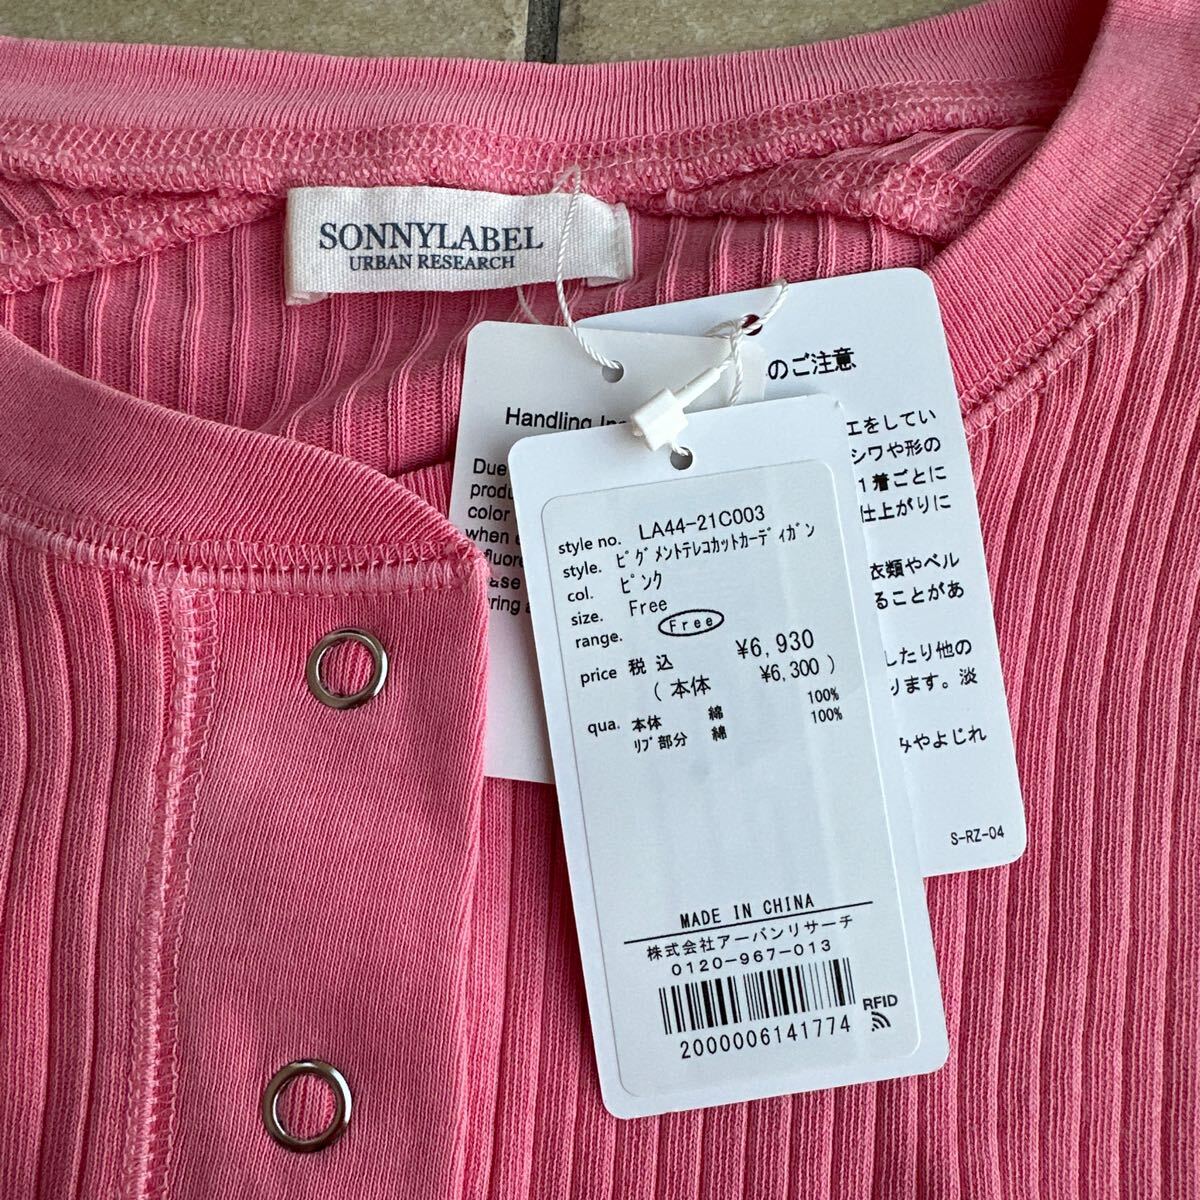 SONNYLABEL
URBAN RESEARCH
Handling
Due
produ
color
when
のご注意
エをしてい
シワや形の
1着ごとに
仕上がりに
衣類やベル
ることがあ
したり他の
ります。淡
みやよじれ
S-RZ-04
style no. LA44-21C003
style. ﾋﾟｸﾞﾒﾝﾄﾃﾚｺｶｯﾄｶｰﾃﾞｨｶﾞﾝ
col. ﾋﾟﾝｸ
size. Free
range. Free
price 税込 ¥6,930
(本体 ¥6,300)
qua. 本体 綿 100%
ﾘﾌﾞ部分 綿 100%
MADE IN CHINA
株式会社アーバンリサーチ
0120-967-013
RFID
2000006141774